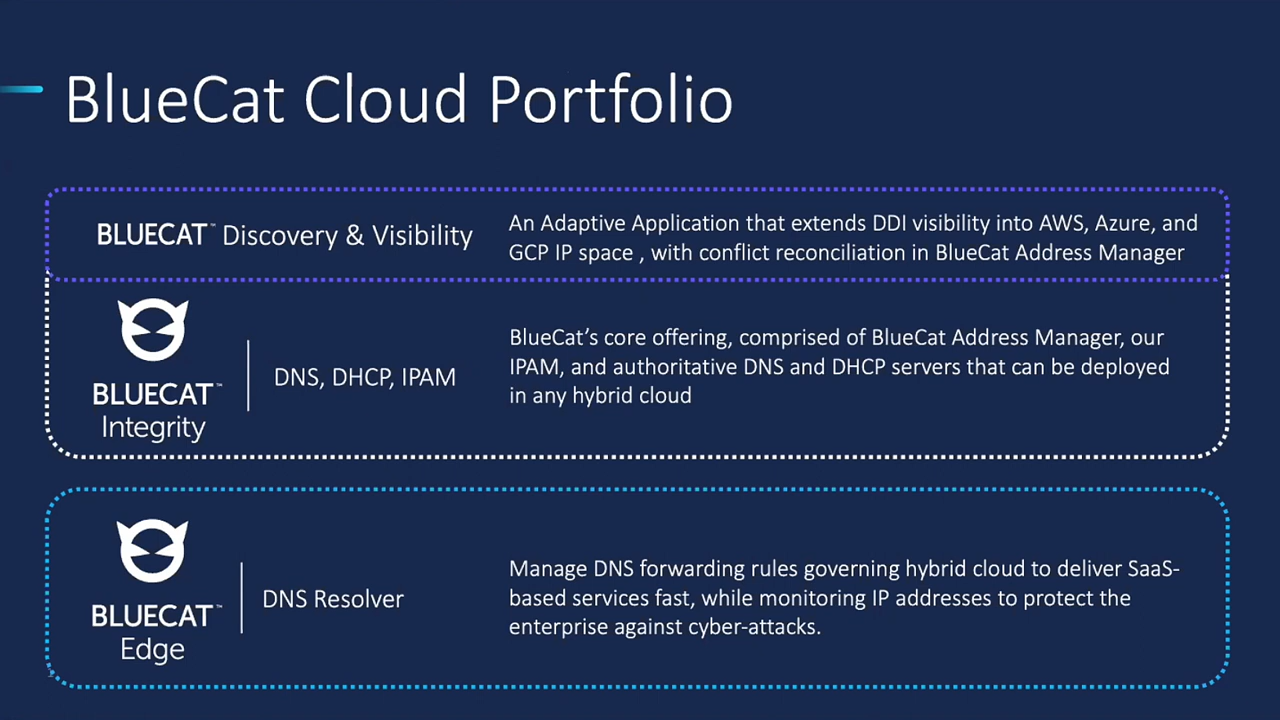 BlueCat Cloud Portfolio
BLUECAT™ Discovery & Visibility
An Adaptive Application that extends DDI visibility into AWS, Azure, and
GCP IP space , with conflict reconciliation in BlueCat Address Manager
BLUECAT™
Integrity
DNS, DHCP, IPAM
BlueCat’s core offering, comprised of BlueCat Address Manager, our
IPAM, and authoritative DNS and DHCP servers that can be deployed
in any hybrid cloud
BLUECAT™
Edge
DNS Resolver
Manage DNS forwarding rules governing hybrid cloud to deliver SaaS-
based services fast, while monitoring IP addresses to protect the
enterprise against cyber-attacks.